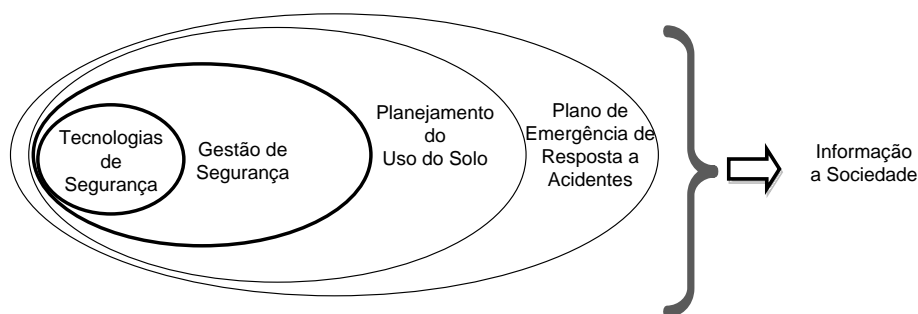 Tecnologias
de
Segurança
Gestão de
Segurança
Planejamento
do
Uso do Solo
Plano de
Emergência de
Resposta a
Acidentes
Informação
a Sociedade